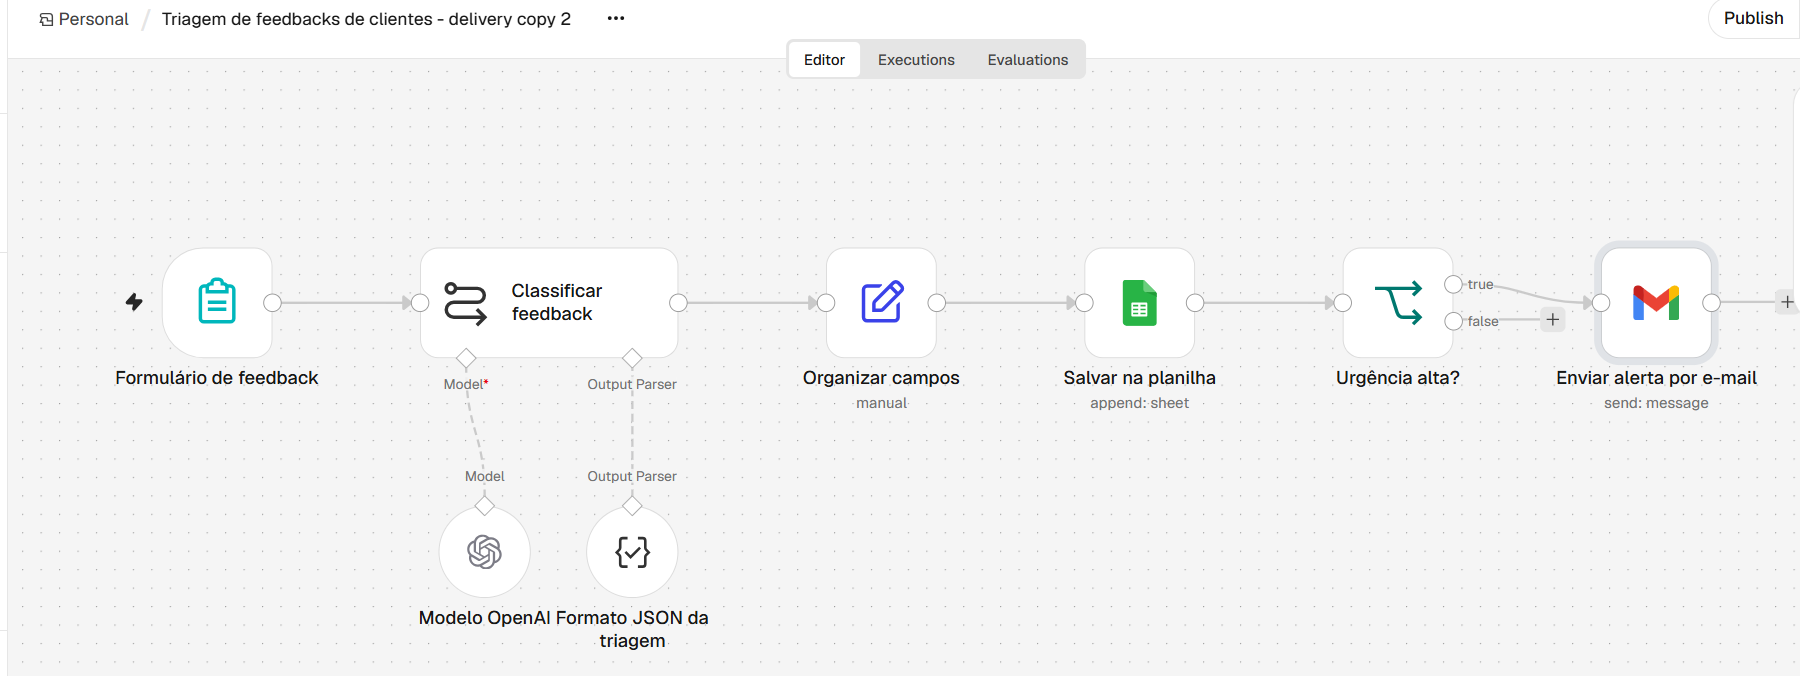 Personal / Triagem de feedbacks de clientes - delivery copy 2 ...
Publish
Editor Executions Evaluations
Classificar
feedback
true
false
Formulário de feedback
Model*
Output Parser
Organizar campos
manual
Salvar na planilha
append: sheet
Urgência alta?
Enviar alerta por e-mail
send: message
Model
Output Parser
Modelo OpenAI
Formato JSON da
triagem